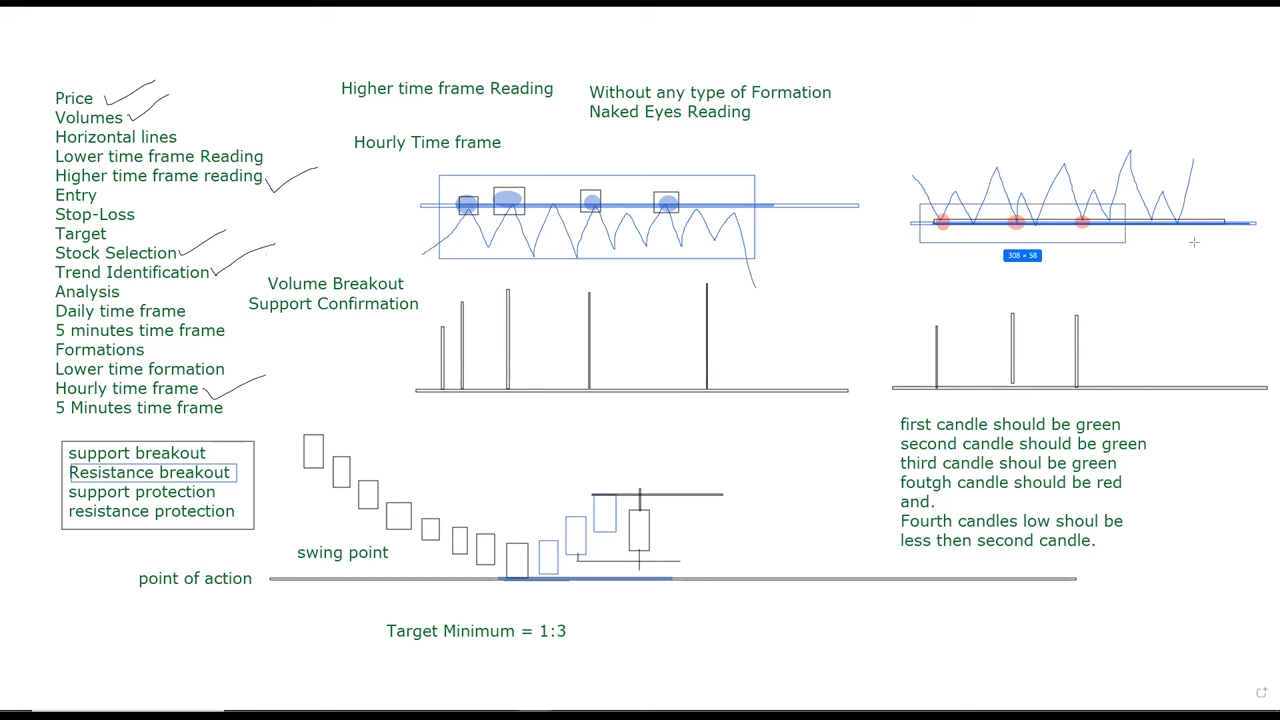 Price
Volumes
Horizontal lines
Lower time frame Reading
Higher time frame reading
Entry
Stop-Loss
Target
Stock Selection
Trend Identification
Analysis
Daily time frame
5 minutes time frame
Formations
Lower time formation
Hourly time frame
5 Minutes time frame
support breakout
Resistance breakout
support protection
resistance protection
Higher time frame Reading
Hourly Time frame
Without any type of Formation
Naked Eyes Reading
Volume Breakout
Support Confirmation
308 × 58
first candle should be green
second candle should be green
third candle shoul be green
foutgh candle should be red
and.
Fourth candles low shoul be
less then second candle.
swing point
point of action
Target Minimum = 1:3